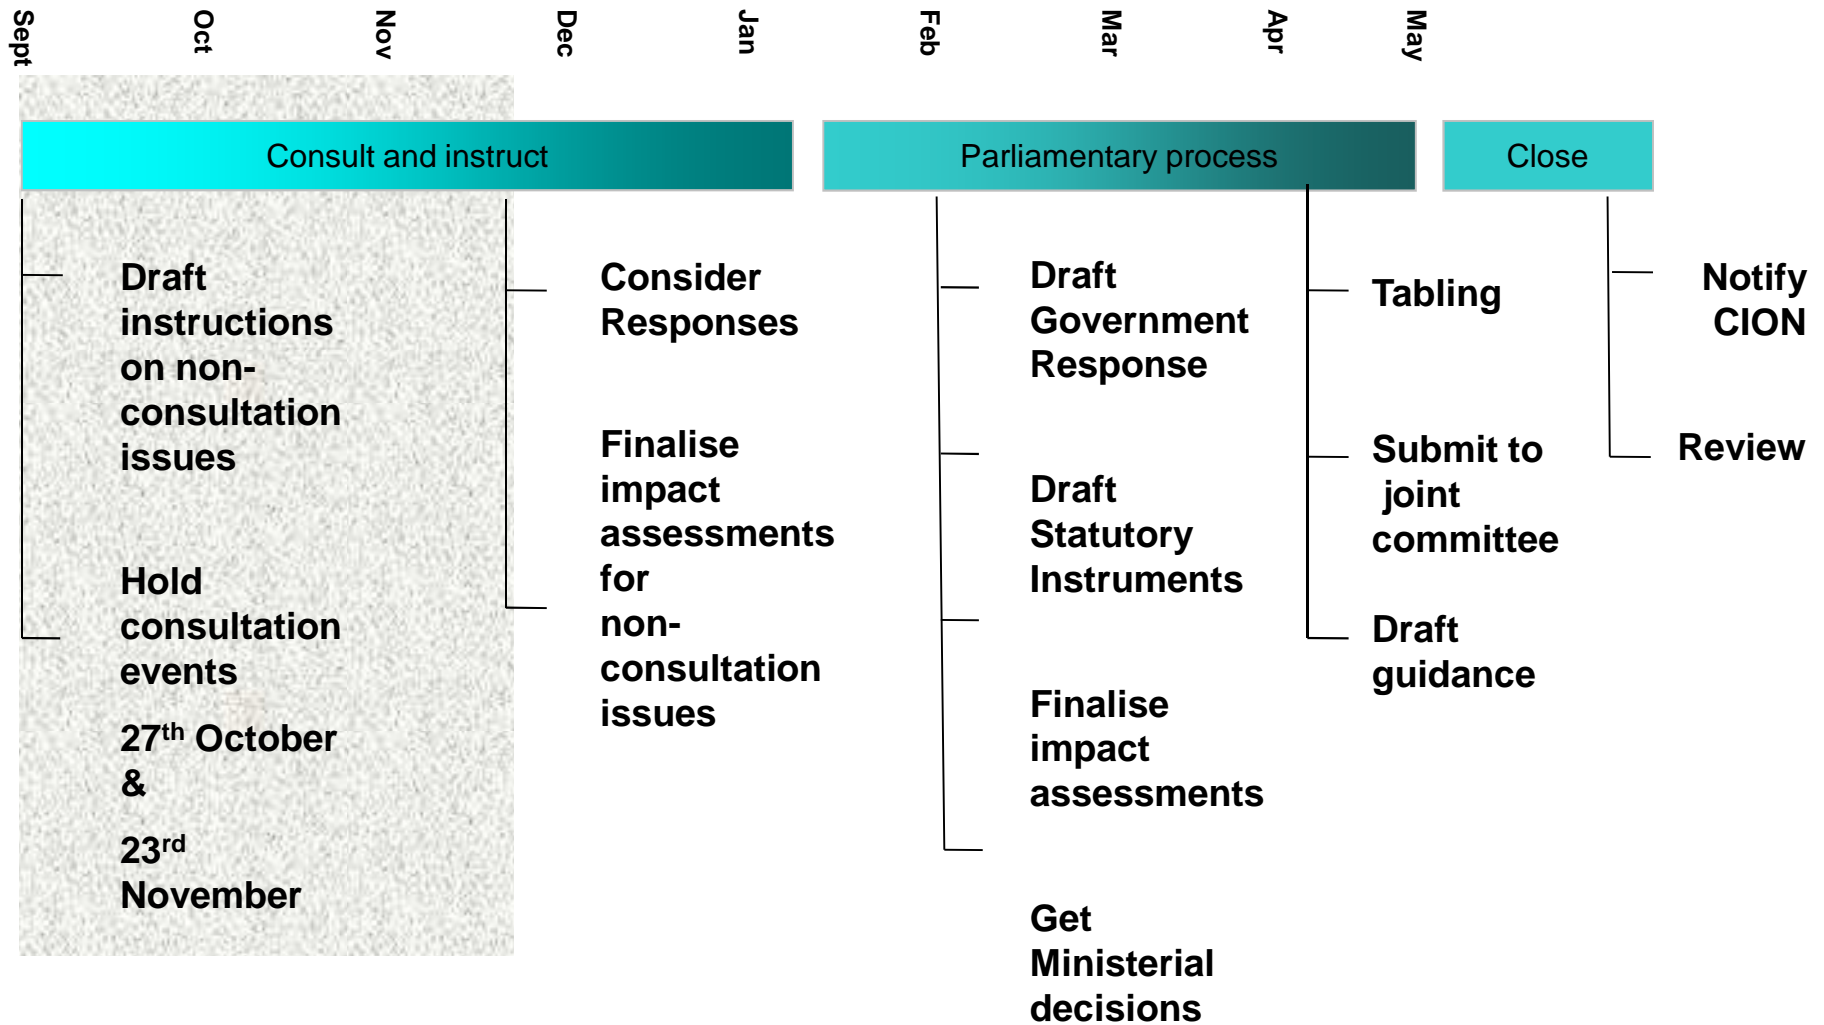 Sept
Oct
Nov
Dec
Jan
Feb
Mar
Apr
May
Consult and instruct
Parliamentary process
Close
Draft
instructions
on non-
consultation
issues
Hold
consultation
events
27th October
&
23rd
November
Consider
Responses
Finalise
impact
assessments
for
non-
consultation
issues
Draft
Government
Response
Draft
Statutory
Instruments
Finalise
impact
assessments
Get
Ministerial
decisions
Tabling
Submit to
joint
committee
Draft
guidance
Notify
CION
Review